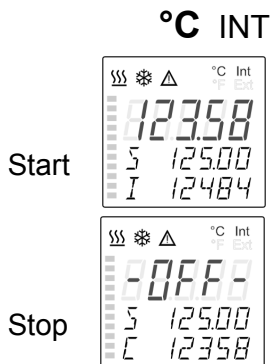 °C INT
°C Int
°F Ext
123.58
Start
S 125.00
I 124.84
°C Int
°F Ext
-OFF-
Stop
S 125.00
C 123.58